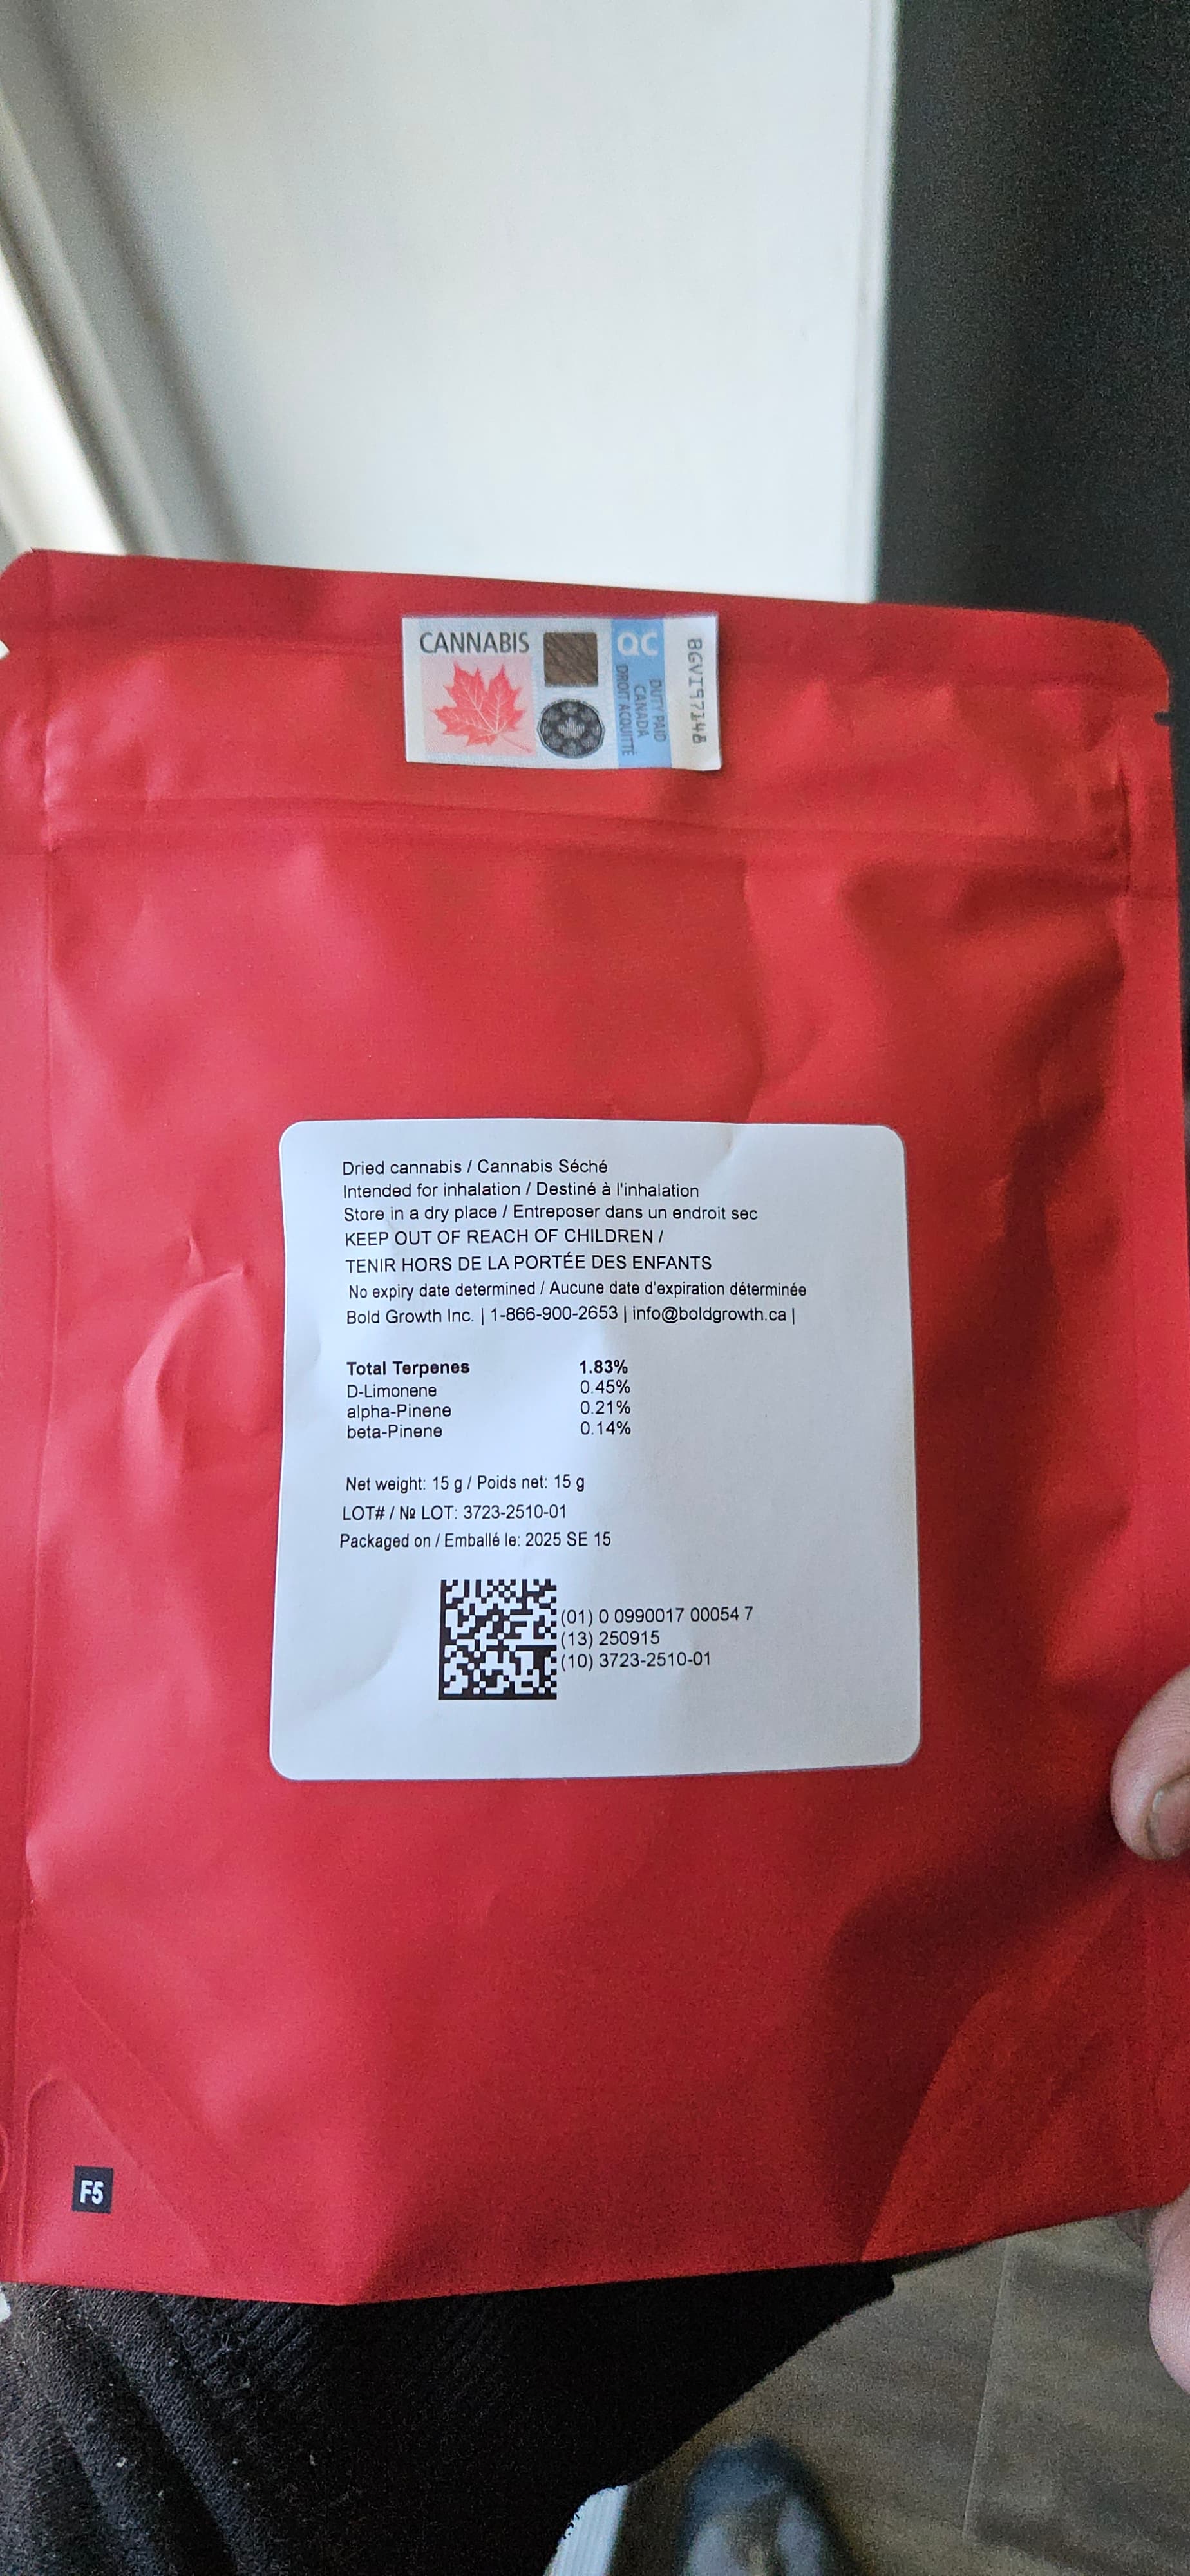 CANNABIS
QC
DUTY PAID
CANADA
DROIT ACQUITTÉ
BGVI97148
Dried cannabis / Cannabis Séché
Intended for inhalation / Destiné à l'inhalation
Store in a dry place / Entreposer dans un endroit sec
KEEP OUT OF REACH OF CHILDREN /
TENIR HORS DE LA PORTÉE DES ENFANTS
No expiry date determined / Aucune date d'expiration déterminée
Bold Growth Inc. | 1-866-900-2653 | info@boldgrowth.ca |
Total Terpenes 1.83%
D-Limonene 0.45%
alpha-Pinene 0.21%
beta-Pinene 0.14%
Net weight: 15 g / Poids net: 15 g
LOT# / № LOT: 3723-2510-01
Packaged on / Emballé le: 2025 SE 15
(01) 0 0990017 00054 7
(13) 250915
(10) 3723-2510-01
F5